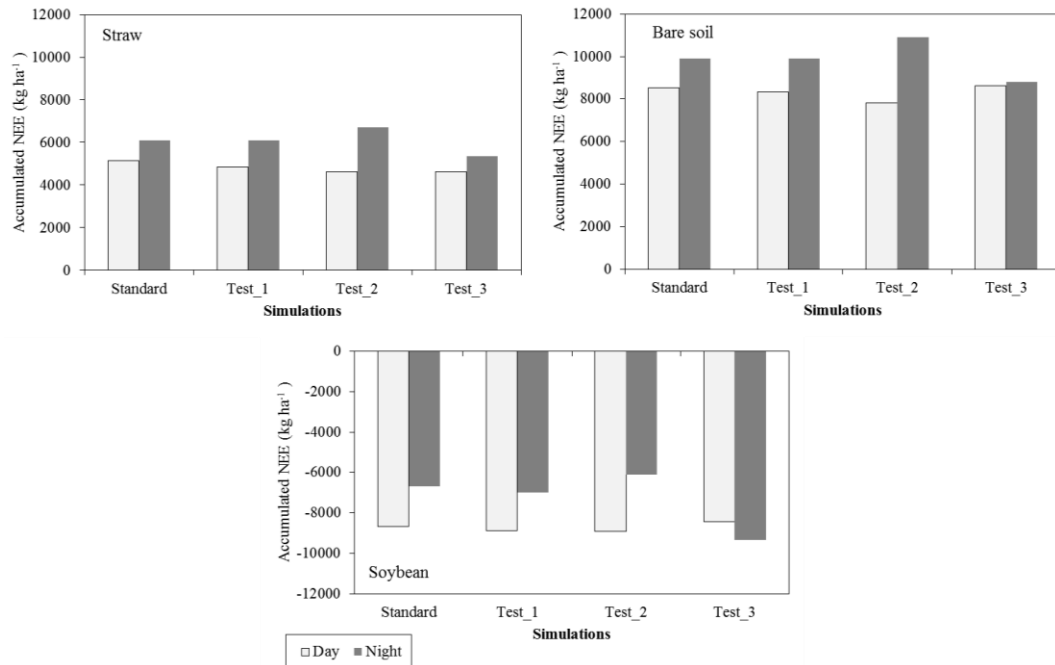 Straw
Accumulated NEE (kg ha⁻¹ )
12000
10000
8000
6000
4000
2000
0
Standard Test_1 Test_2 Test_3
Simulations
Bare soil
Accumulated NEE (kg ha⁻¹ )
12000
10000
8000
6000
4000
2000
0
Standard Test_1 Test_2 Test_3
Simulations
Accumulated NEE (kg ha⁻¹ )
0
-2000
-4000
-6000
-8000
-10000
-12000
Soybean
Standard Test_1 Test_2 Test_3
Simulations
Day Night